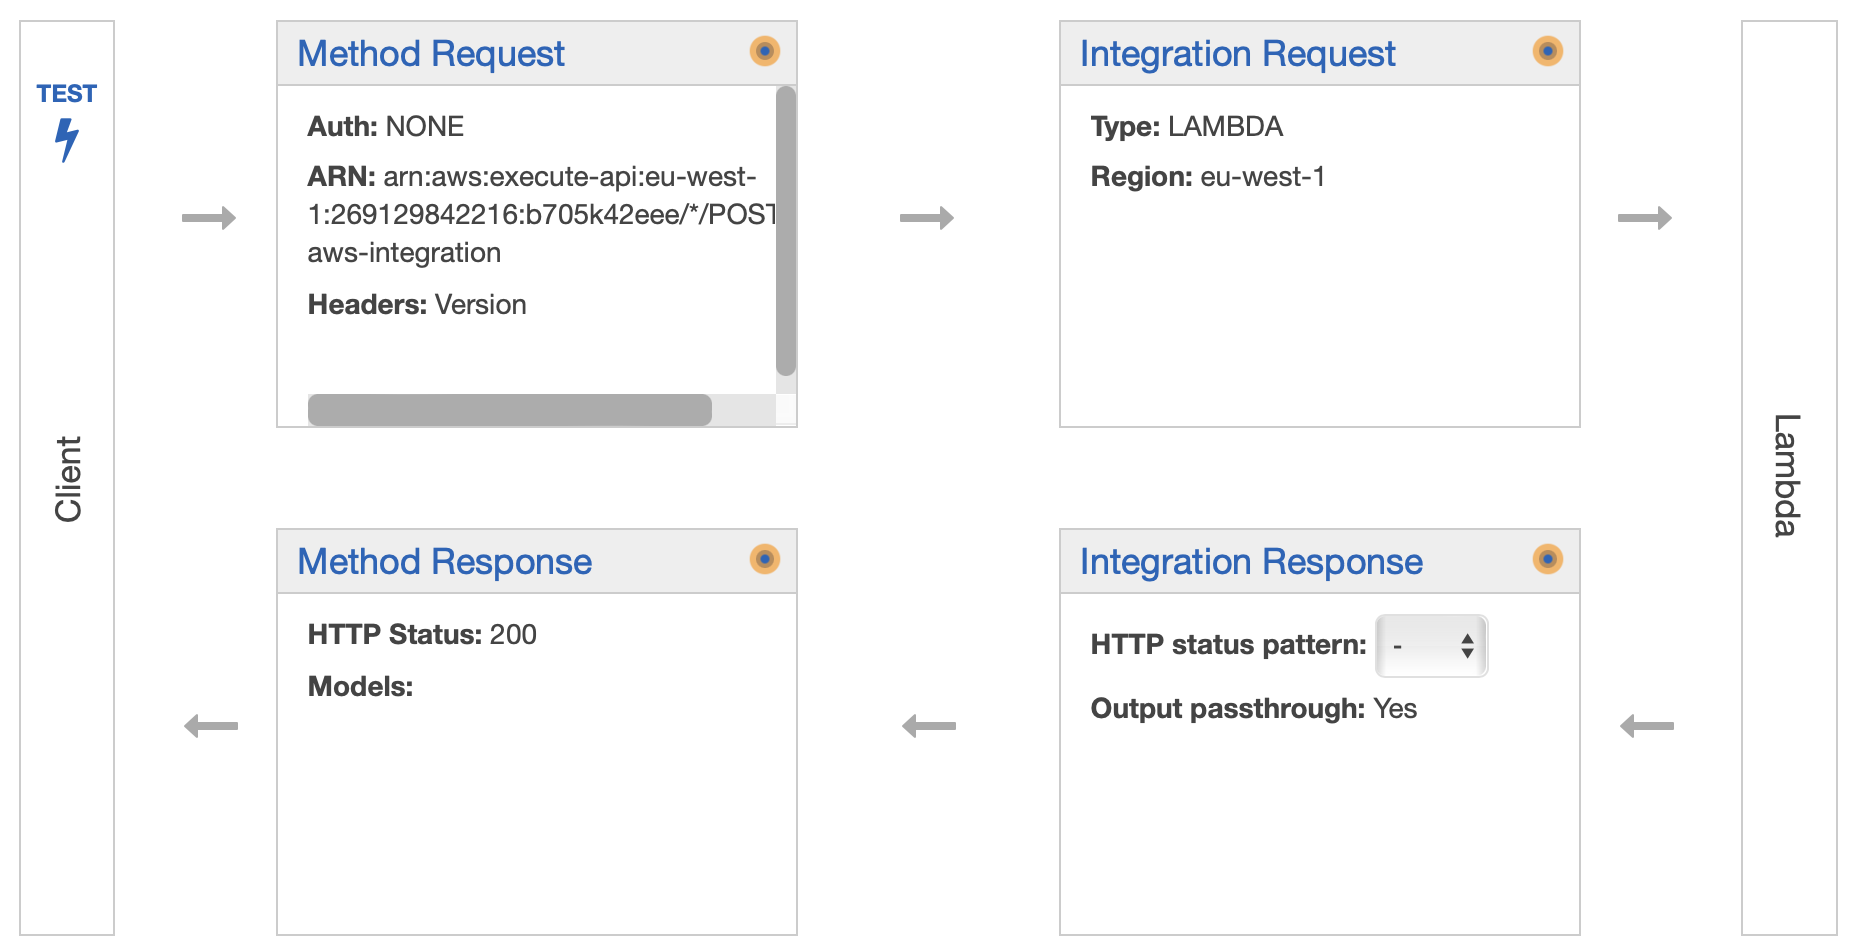 TEST
Client
Method Request
Auth: NONE
ARN: arn:aws:execute-api:eu-west-
1:269129842216:b705k42eee/*/POST
aws-integration
Headers: Version
Integration Request
Type: LAMBDA
Region: eu-west-1
Lambda
Method Response
HTTP Status: 200
Models:
Integration Response
HTTP status pattern: -
Output passthrough: Yes